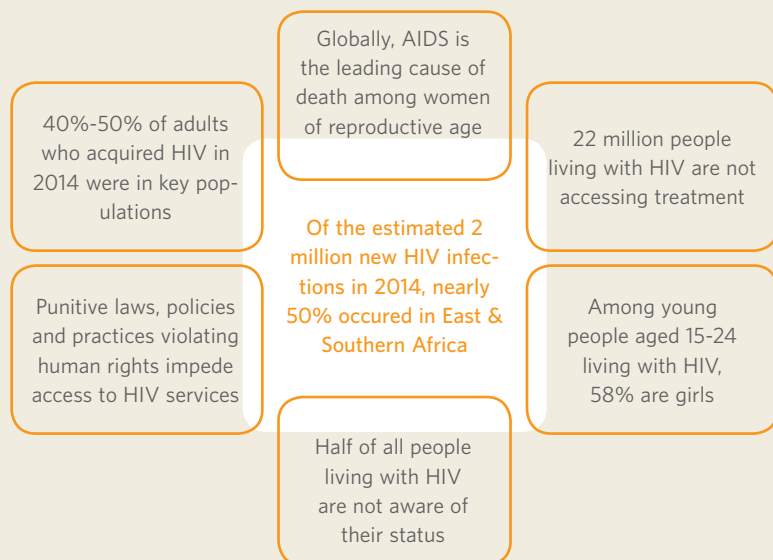 Globally, AIDS is
the leading cause of
death among women
of reproductive age
40%-50% of adults
who acquired HIV in
2014 were in key pop-
ulations
22 million people
living with HIV are not
accessing treatment
Of the estimated 2
million new HIV infec-
tions in 2014, nearly
50% occured in East &
Southern Africa
Punitive laws, policies
and practices violating
human rights impede
access to HIV services
Among young
people aged 15-24
living with HIV,
58% are girls
Half of all people
living with HIV
are not aware of
their status